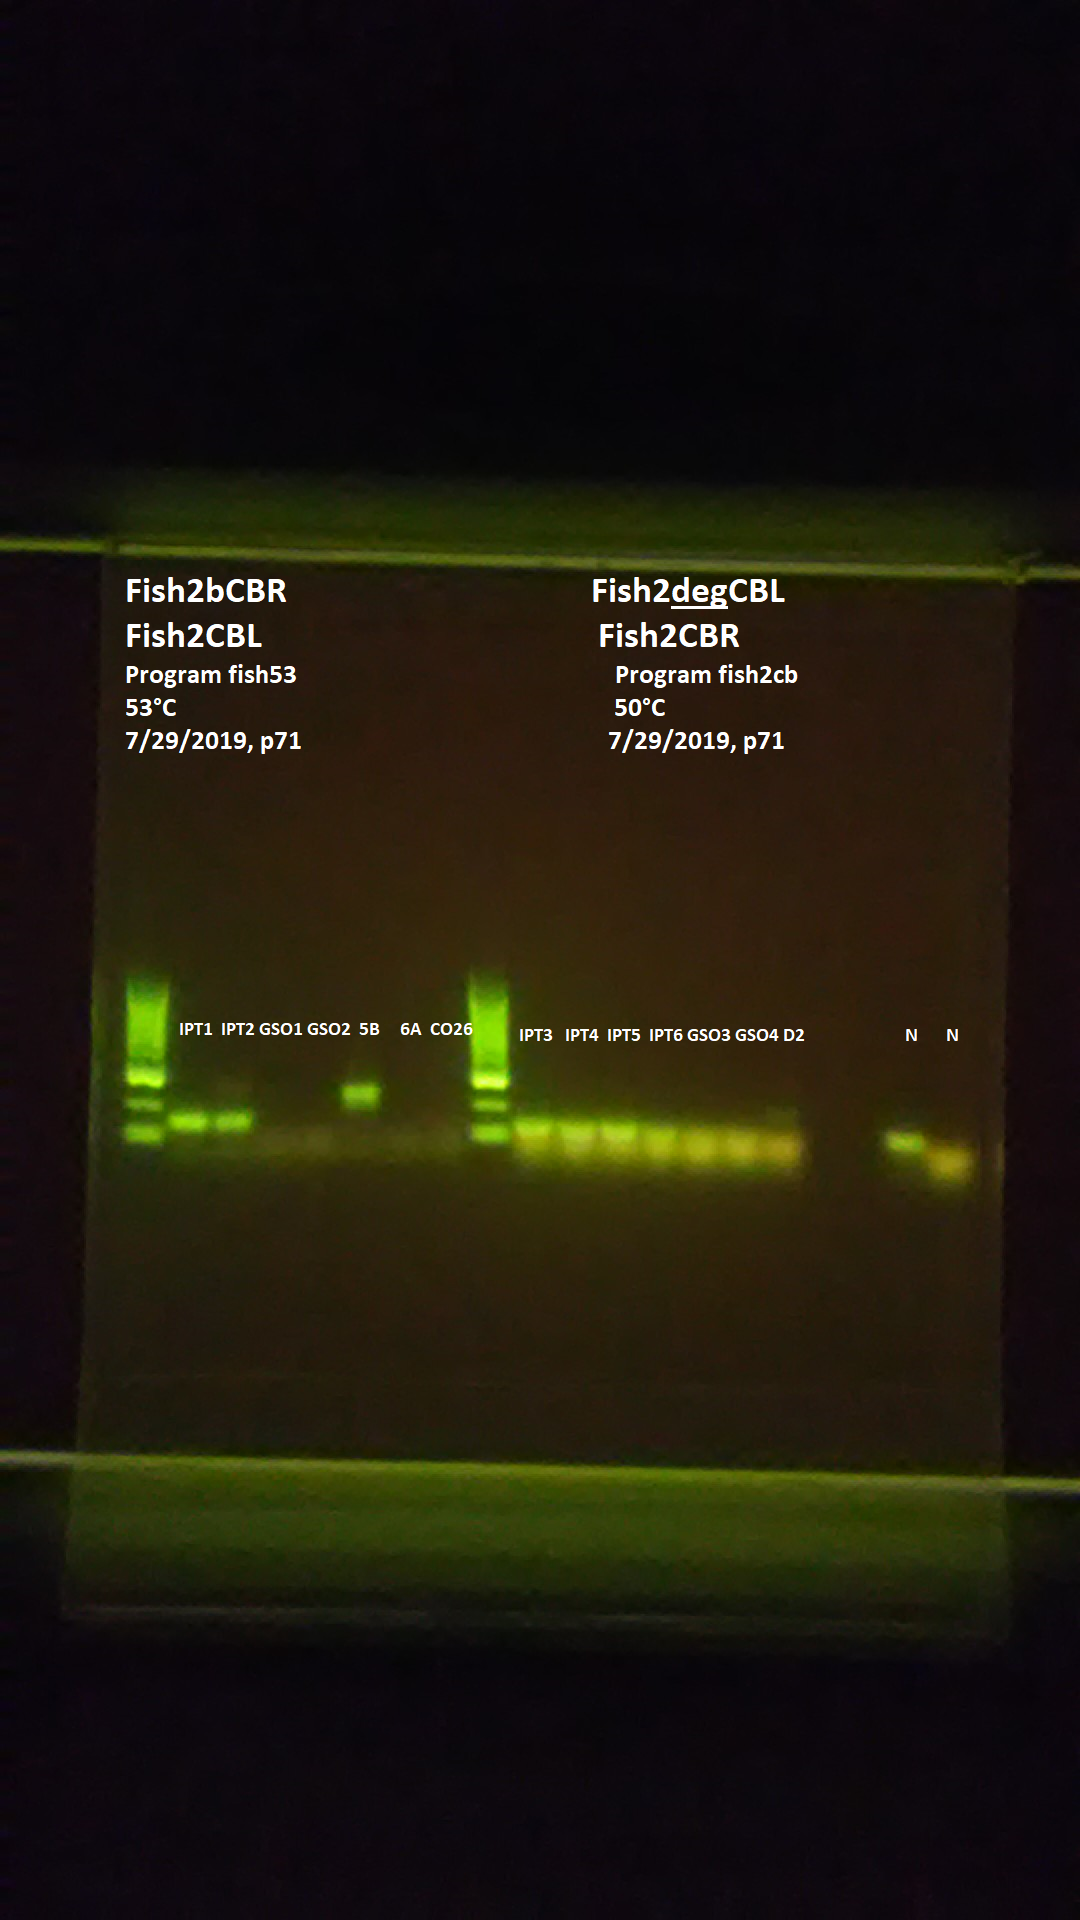 Fish2bCBR
Fish2CBL
Program fish53
53°C
7/29/2019, p71
Fish2degCBL
Fish2CBR
Program fish2cb
50°C
7/29/2019, p71
IPT1 IPT2 GSO1 GSO2 5B 6A CO26
IPT3 IPT4 IPT5 IPT6 GSO3 GSO4 D2 N N